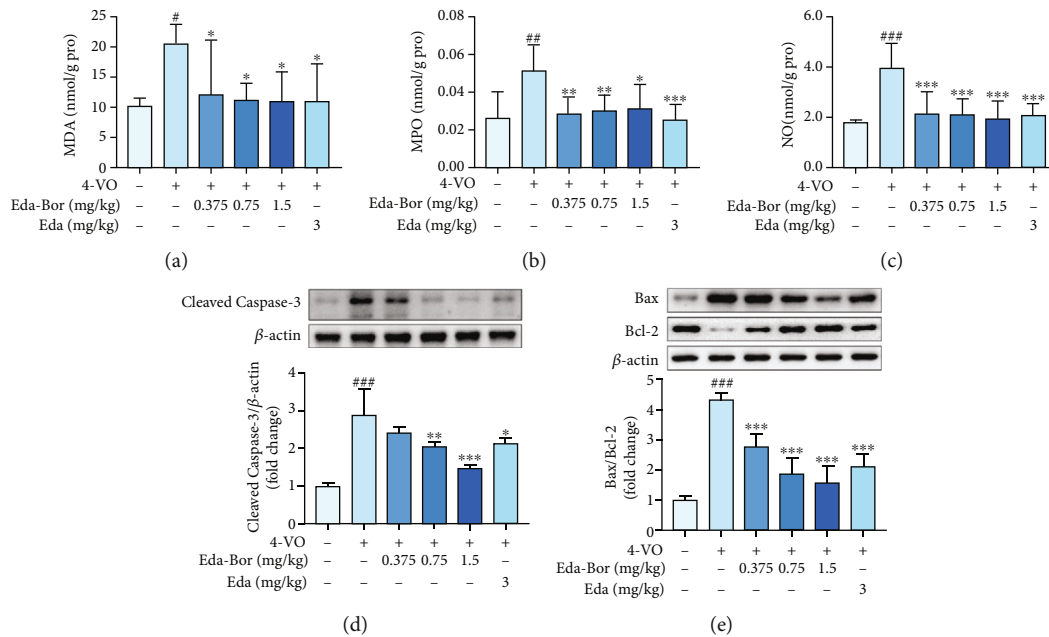 MDA (nmol/g pro)
25
20
15
10
5
0
#
*
*
*
*
4-VO – + + + + +
Eda-Bor (mg/kg) – – 0.375 0.75 1.5 –
Eda (mg/kg) – – – – – 3
(a)
MPO (nmol/g pro)
0.08
0.06
0.04
0.02
0.00
##
**
**
*
***
4-VO – + + + + +
Eda-Bor (mg/kg) – – 0.375 0.75 1.5 –
Eda (mg/kg) – – – – – 3
(b)
NO(nmol/g pro)
6.0
4.0
2.0
0.0
###
***
***
***
***
4-VO – + + + + +
Eda-Bor (mg/kg) – – 0.375 0.75 1.5 –
Eda (mg/kg) – – – – – 3
(c)
Cleaved Caspase-3
β-actin
Cleaved Caspase-3/β-actin
(fold change)
4
3
2
1
0
###
**
***
*
4-VO – + + + + +
Eda-Bor (mg/kg) – – 0.375 0.75 1.5 –
Eda (mg/kg) – – – – – 3
(d)
Bax
Bcl-2
β-actin
Bax/Bcl-2
(fold change)
5
4
3
2
1
0
###
***
***
***
***
4-VO – + + + + +
Eda-Bor (mg/kg) – – 0.375 0.75 1.5 –
Eda (mg/kg) – – – – – 3
(e)